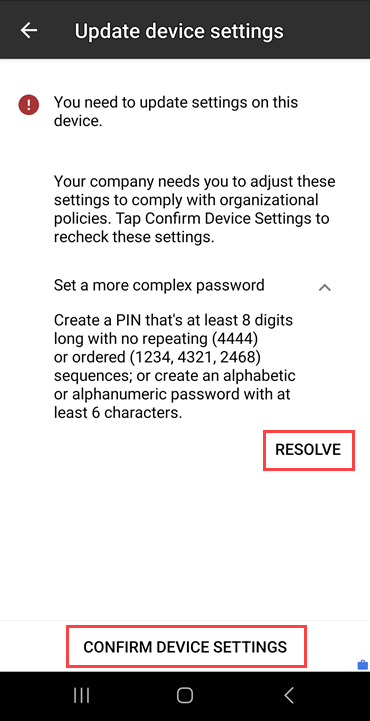 Update device settings
You need to update settings on this
device.
Your company needs you to adjust these
settings to comply with organizational
policies. Tap Confirm Device Settings to
recheck these settings.
Set a more complex password
Create a PIN that's at least 8 digits
long with no repeating (4444)
or ordered (1234, 4321, 2468)
sequences; or create an alphabetic
or alphanumeric password with at
least 6 characters.
RESOLVE
CONFIRM DEVICE SETTINGS